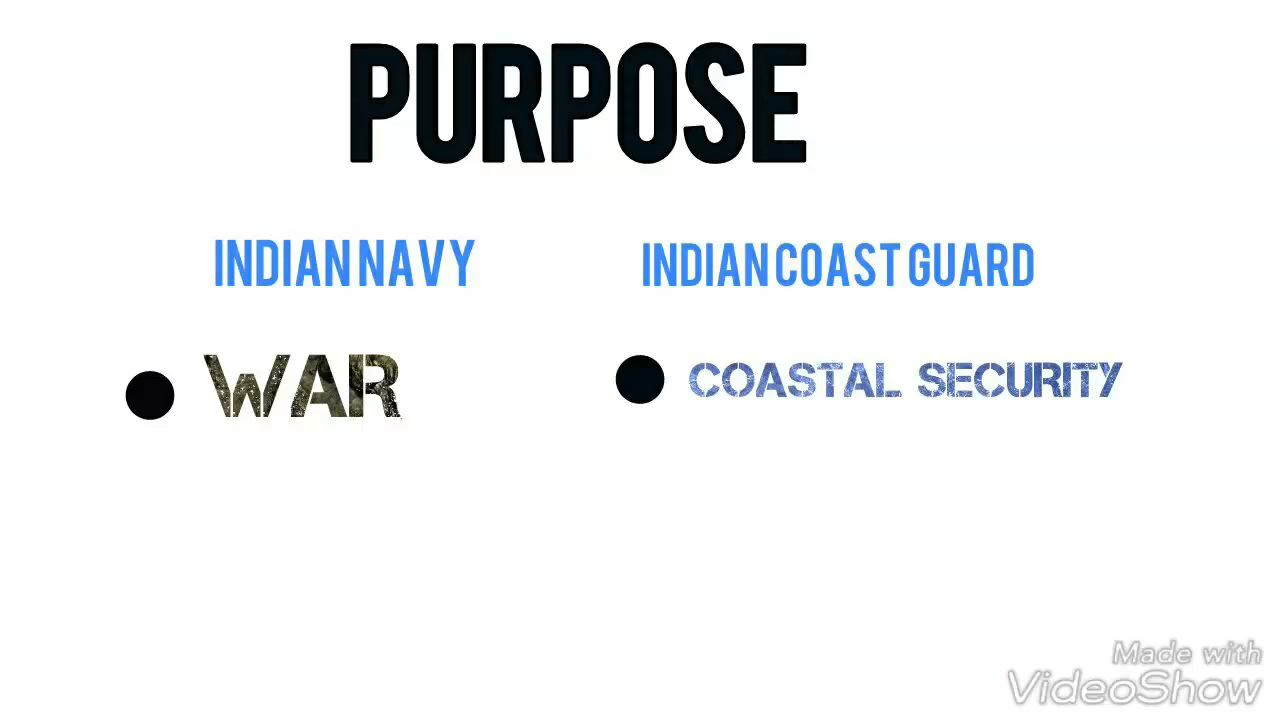 PURPOSE
INDIAN NAVY
INDIAN COAST GUARD
WAR
COASTAL SECURITY
Made with
VideoShow